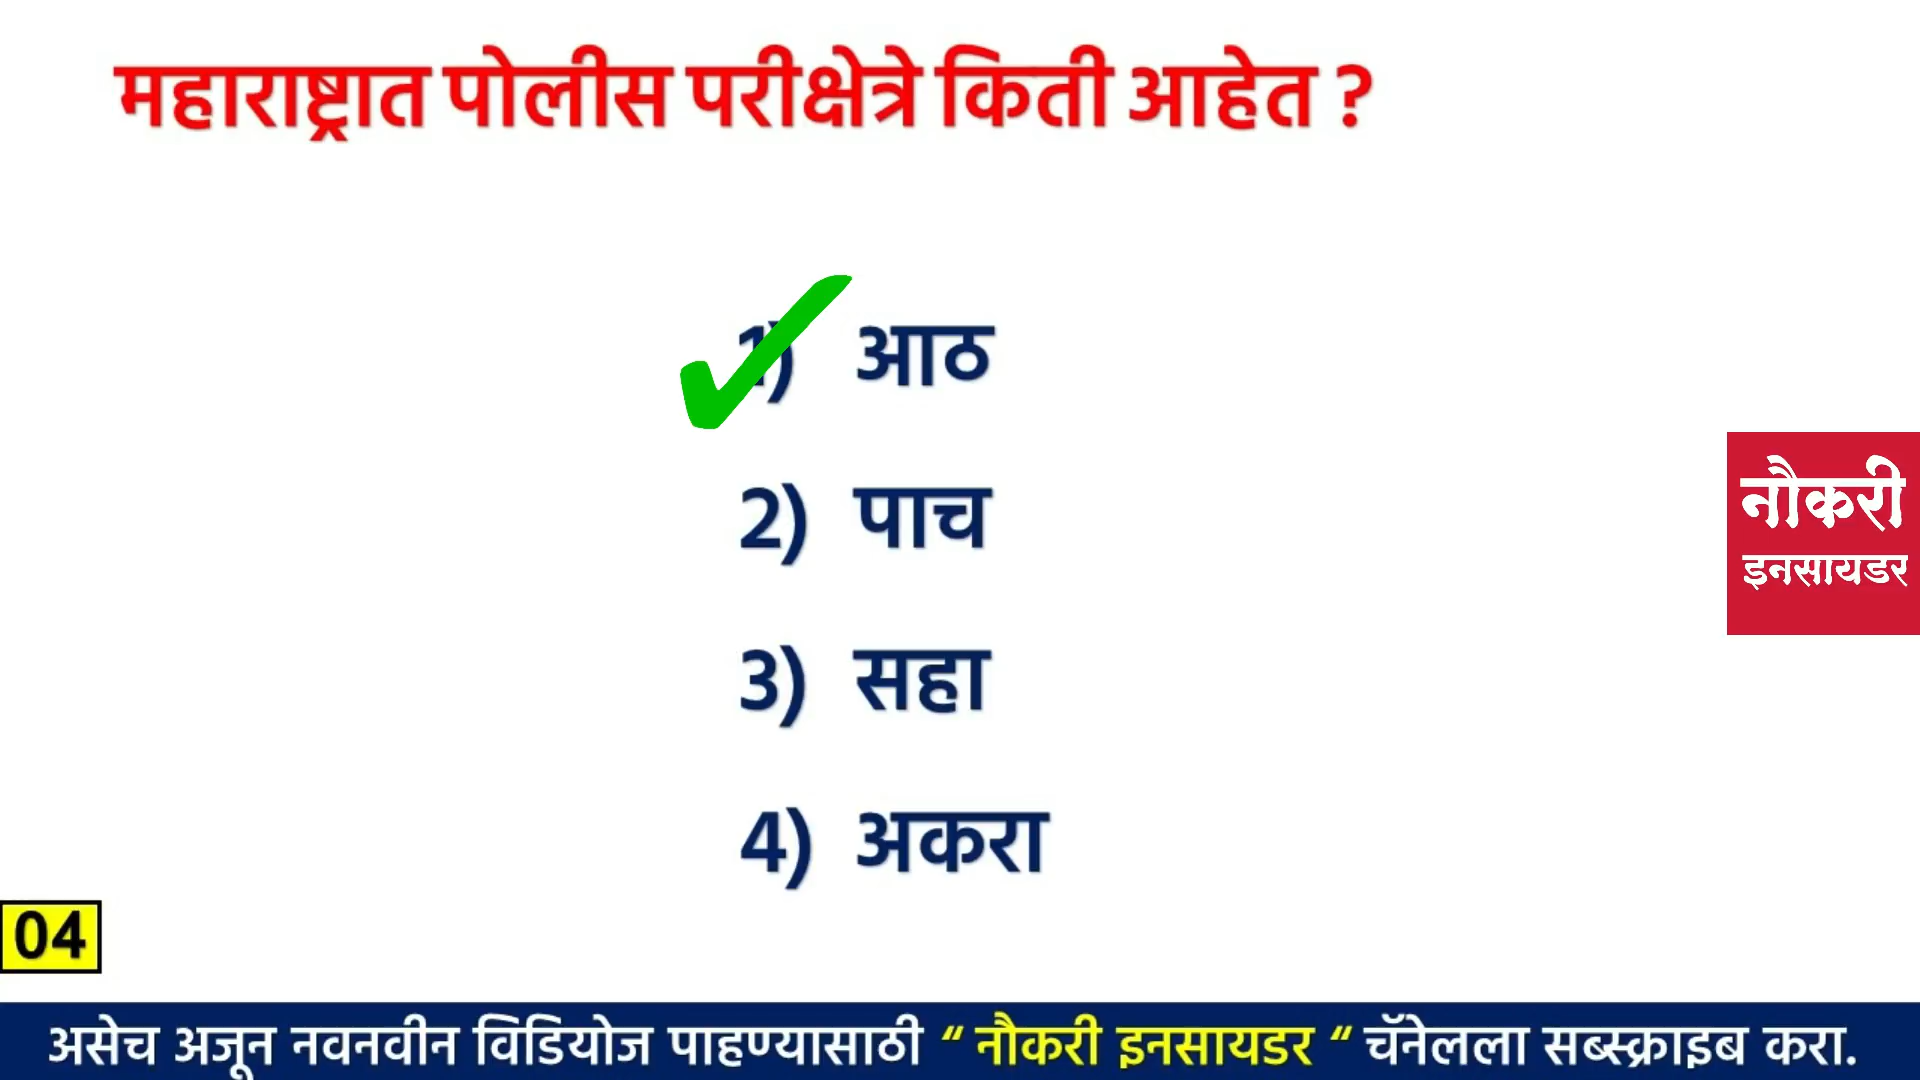 महाराष्ट्रात पोलीस परीक्षेत्रे किती आहेत ?
1) आठ
2) पाच
3) सहा
4) अकरा
नौकरी
इनसायडर
04
असेच अजून नवनवीन विडियोज पाहण्यासाठी “ नौकरी इनसायडर “ चॅनेलला सब्स्क्राइब करा.